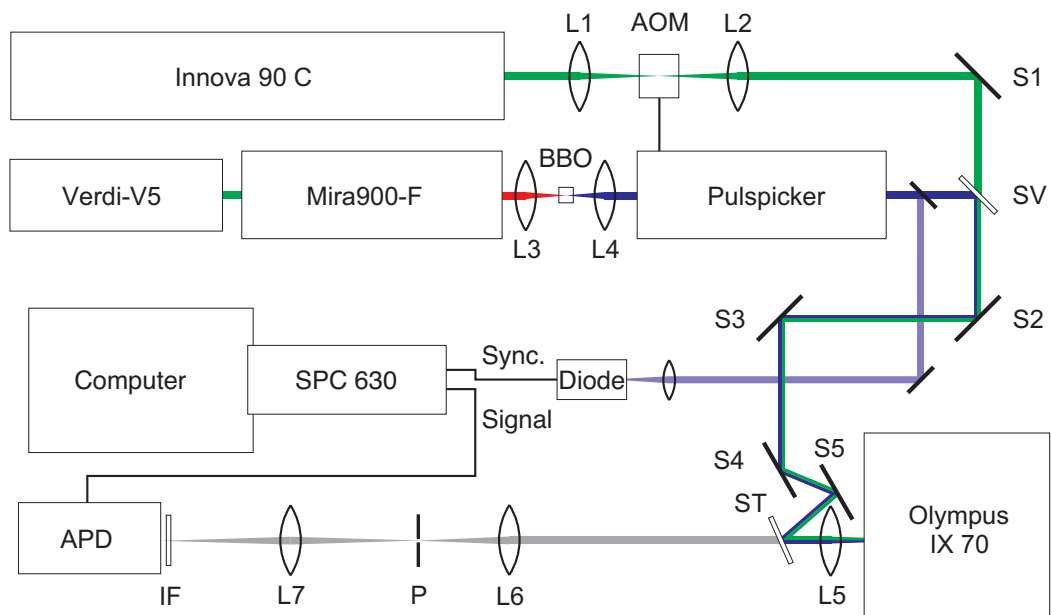 L1
AOM
L2
Innova 90 C
S1
BBO
Verdi-V5
Mira900-F
Pulspicker
SV
L3
L4
S3
S2
Sync.
Computer
SPC 630
Diode
Signal
S4
S5
ST
APD
Olympus
IX 70
IF
L7
P
L6
L5